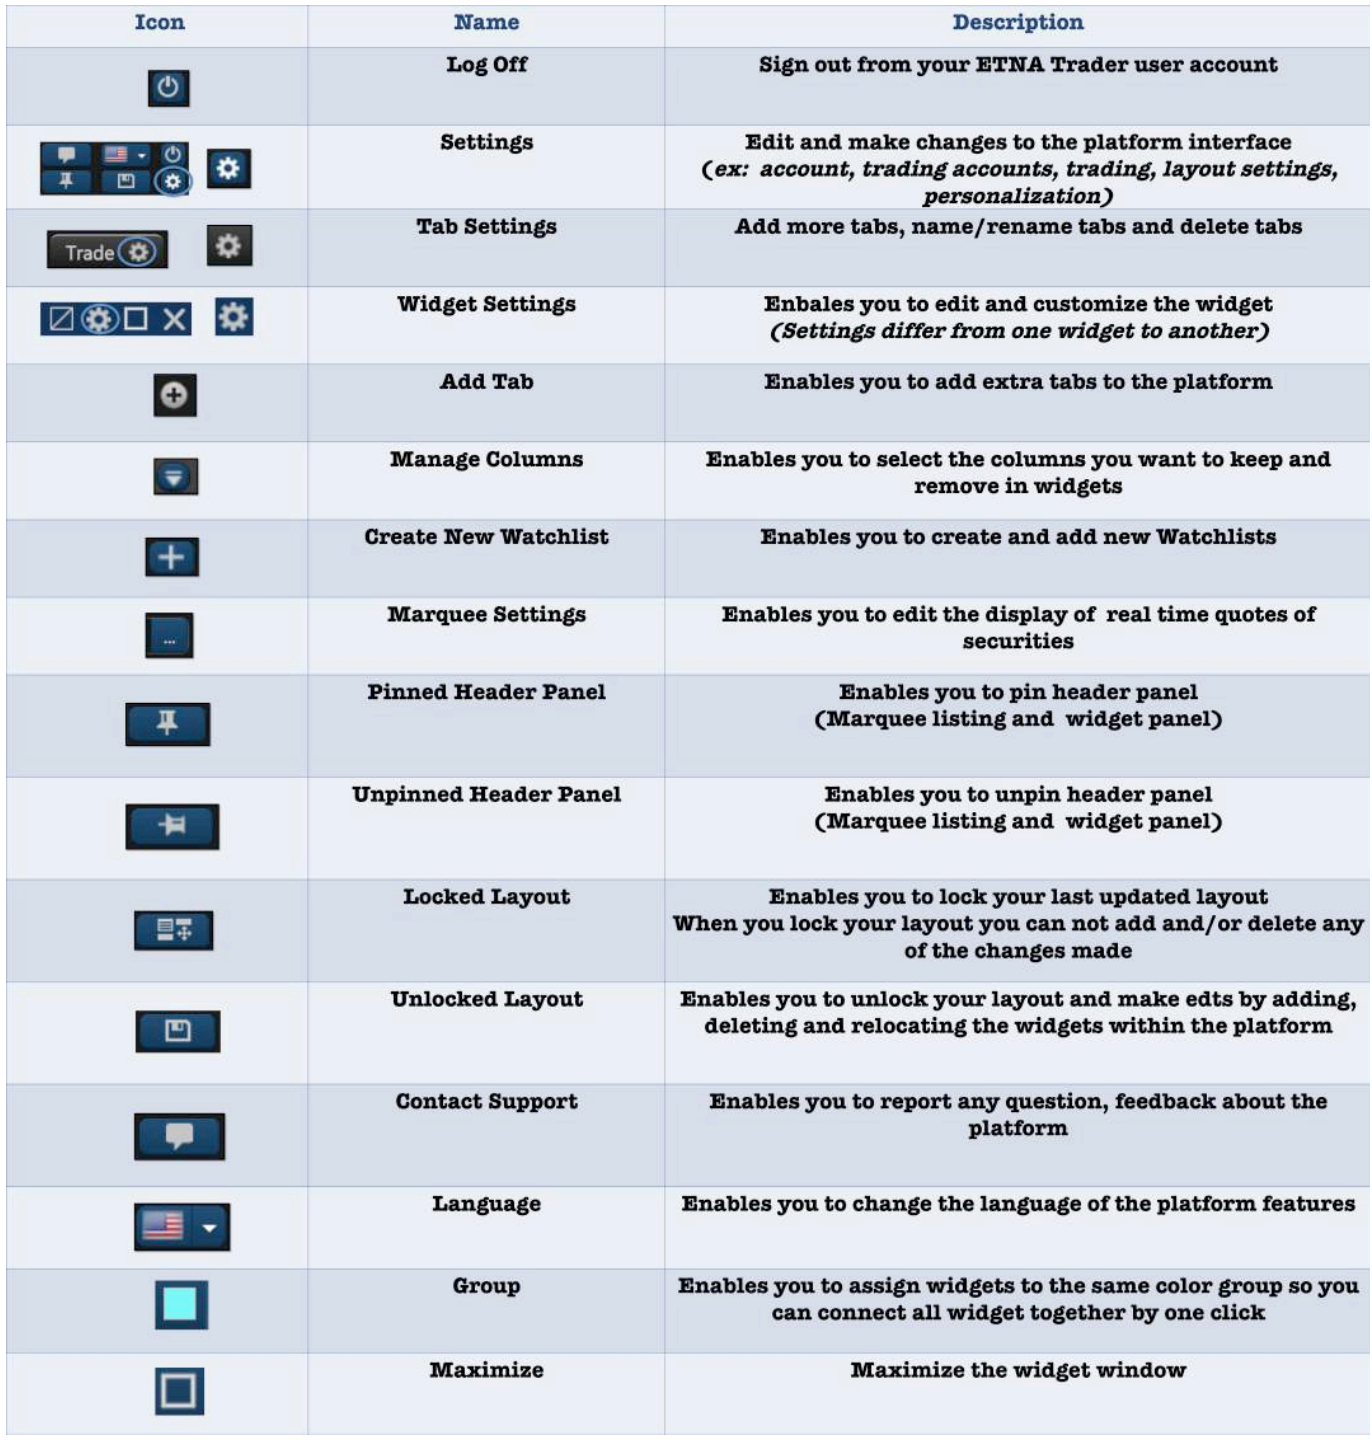 Icon Name Description
Log Off Sign out from your ETNA Trader user account
Settings Edit and make changes to the platform interface
(ex:  account, trading accounts, trading, layout settings,
personalization)
Trade
Tab Settings Add more tabs, name/rename tabs and delete tabs
Widget Settings Enbales you to edit and customize the widget
(Settings differ from one widget to another)
Add Tab Enables you to add extra tabs to the platform
Manage Columns Enables you to select the columns you want to keep and
remove in widgets
Create New Watchlist Enables you to create and add new Watchlists
Marquee Settings Enables you to edit the display of  real time quotes of
securities
...
Pinned Header Panel Enables you to pin header panel
(Marquee listing and  widget panel)
Unpinned Header Panel Enables you to unpin header panel
(Marquee listing and  widget panel)
Locked Layout Enables you to lock your last updated layout
When you lock your layout you can not add and/or delete any
of the changes made
Unlocked Layout Enables you to unlock your layout and make edts by adding,
deleting and relocating the widgets within the platform
Contact Support Enables you to report any question, feedback about the
platform
Language Enables you to change the language of the platform features
Group Enables you to assign widgets to the same color group so you
can connect all widget together by one click
Maximize Maximize the widget window